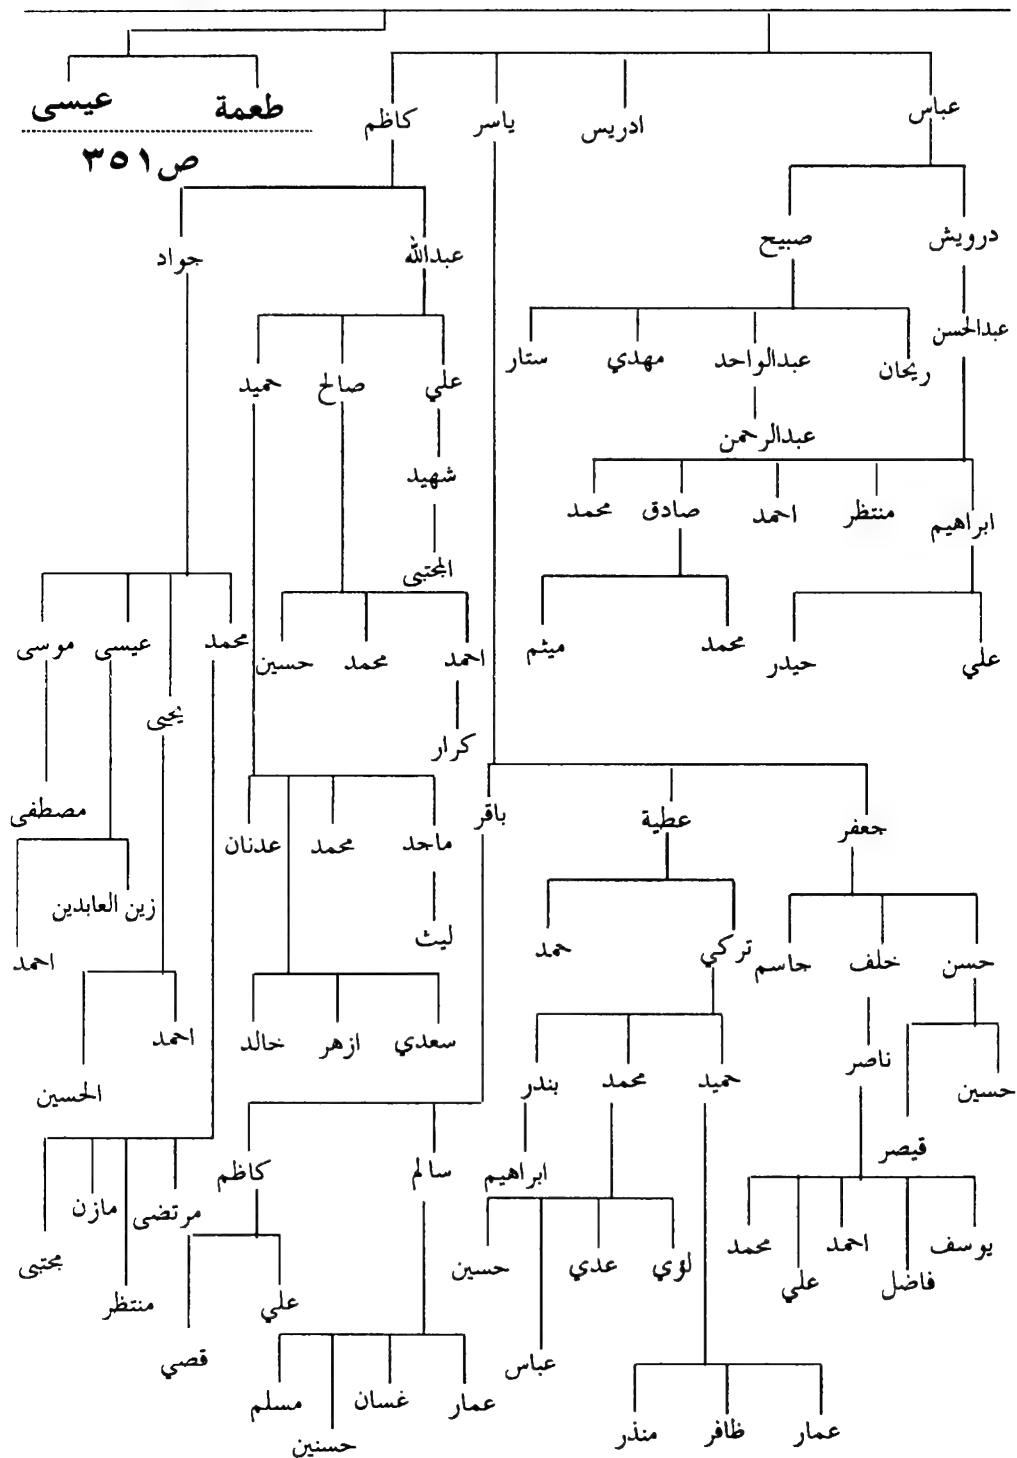 طعمة عيسى
ص٣٥١
عباس ادريس ياسر كاظم
درويش صبيح عبدالله جواد
عبدالحسن ريحان عبدالواحد مهدي ستار
علي صالح حميد
عبدالرحمن
شهيد
ابراهيم منتظر احمد صادق محمد
المجتبى
علي حيدر محمد ميثم
احمد محمد حسين
محمد يحيى عيسى موسى
كرار
مصطفى
جعفر عطية باقر
ماجد محمد عدنان
زين العابدين احمد
ليث
حسن خلف جاسم تركي حمد
سعدي ازهر خالد
احمد الحسين
حسين قيصر ناصر
حميد محمد بندر
ابراهيم
سالم كاظم
مرتضى مازن منتظر مجتبى
يوسف فاضل احمد علي محمد
لؤي عدي عباس حسين
علي قصي
عمار غسان حسنين مسلم
عمار ظافر منذر